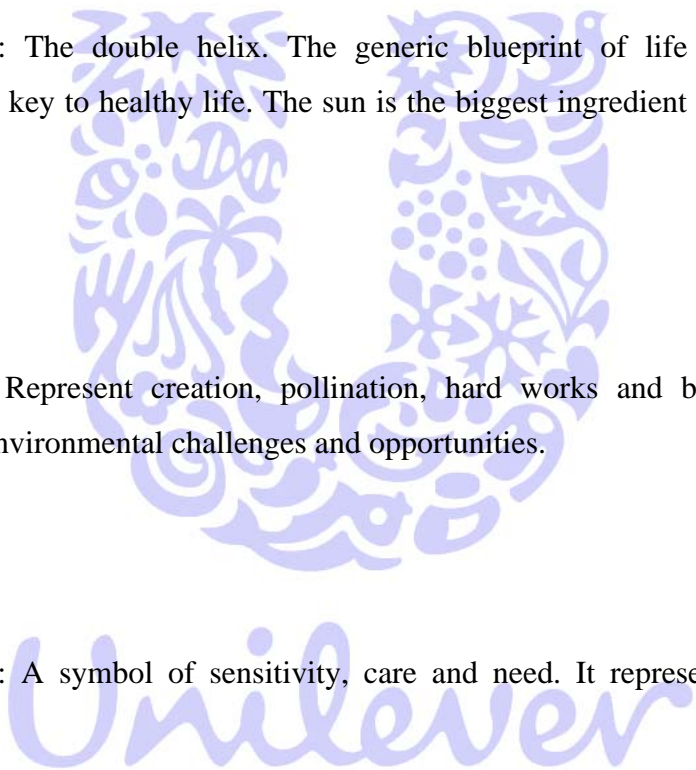 : The double helix. The generic blueprint of life
key to healthy life. The sun is the biggest ingredient
Represent creation, pollination, hard works and b
nvironmental challenges and opportunities.
: A symbol of sensitivity, care and need. It represe
Unilever